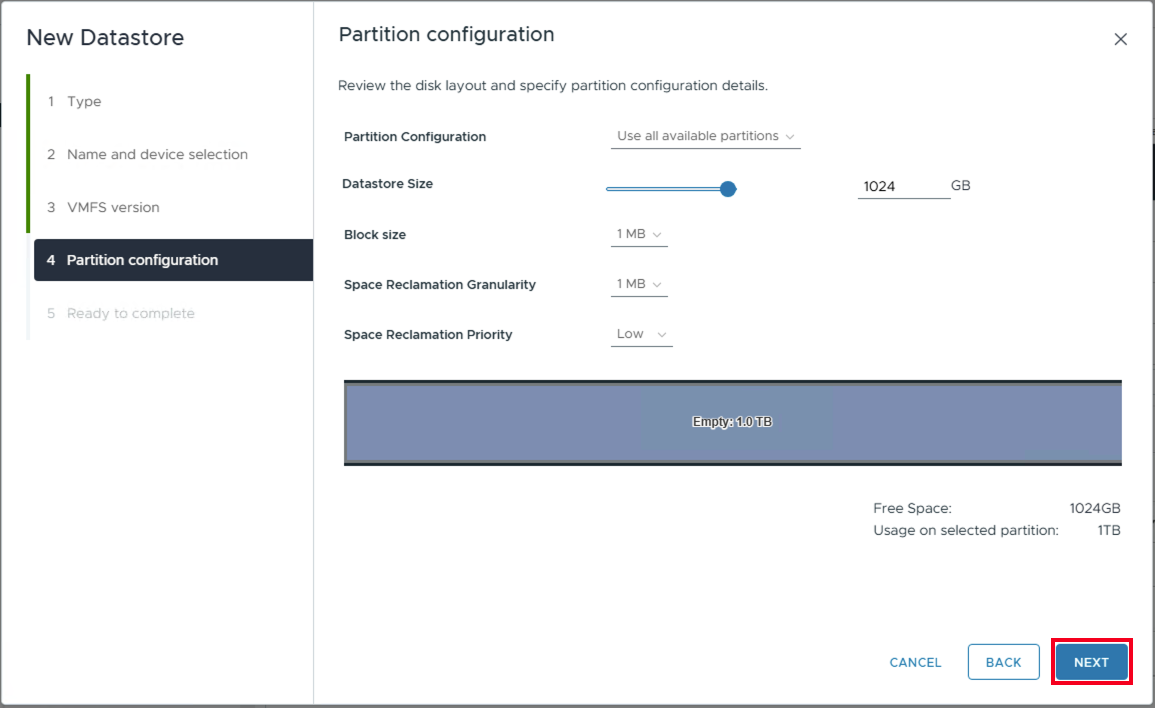 New Datastore
1 Type
2 Name and device selection
3 VMFS version
4 Partition configuration
5 Ready to complete
Partition configuration
Review the disk layout and specify partition configuration details.
Partition Configuration Use all available partitions
Datastore Size 1024 GB
Block size 1 MB
Space Reclamation Granularity 1 MB
Space Reclamation Priority Low
Empty: 1.0 TB
Free Space: 1024GB
Usage on selected partition: 1TB
CANCEL BACK NEXT